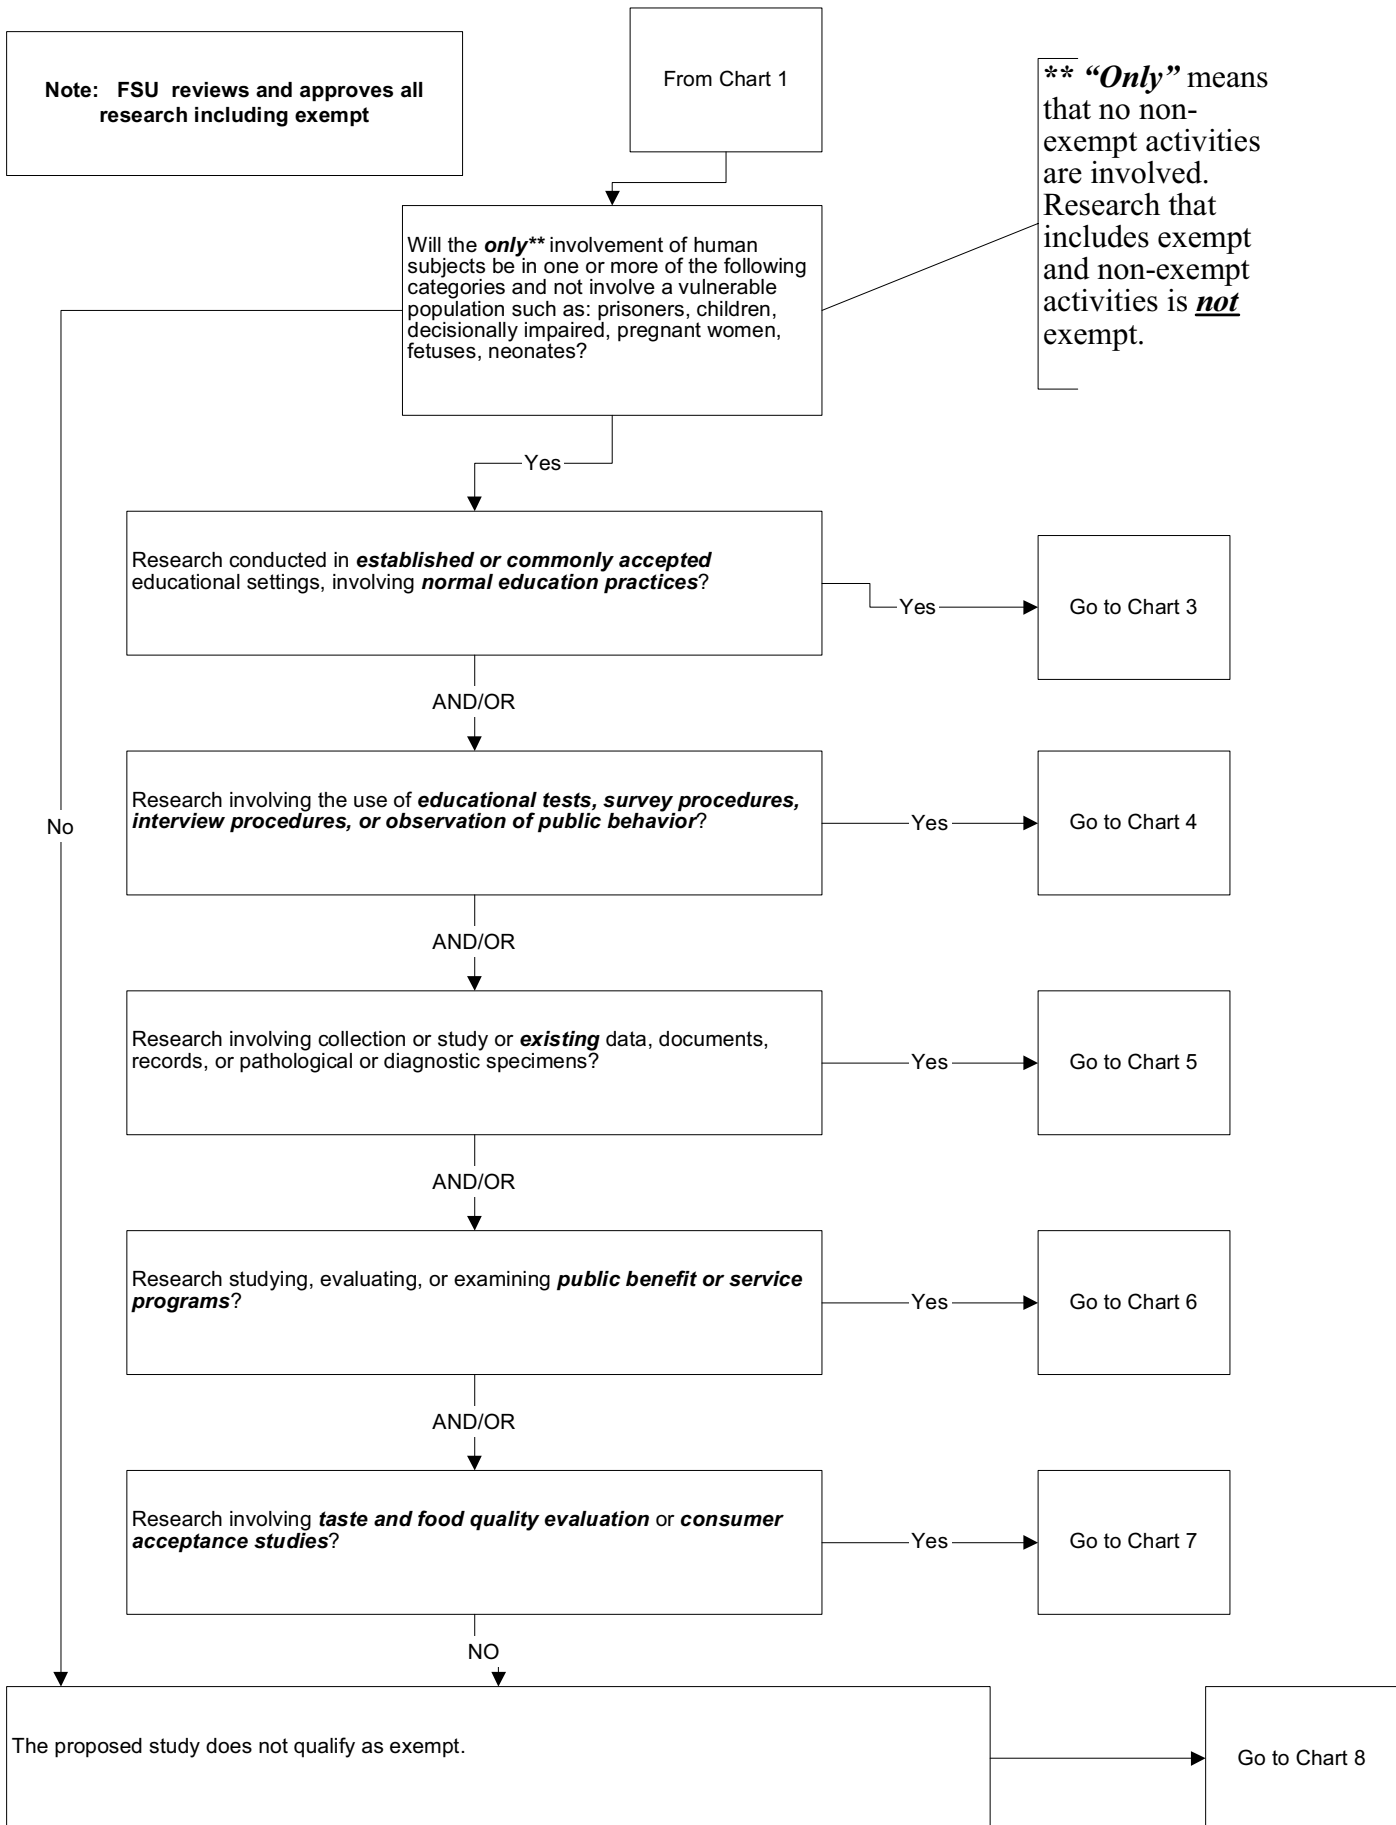 Note: FSU reviews and approves all
research including exempt
From Chart 1
** “Only” means
that no non-
exempt activities
are involved.
Research that
includes exempt
and non-exempt
activities is not
exempt.
Will the only** involvement of human
subjects be in one or more of the following
categories and not involve a vulnerable
population such as: prisoners, children,
decisionally impaired, pregnant women,
fetuses, neonates?
Yes
Research conducted in established or commonly accepted
educational settings, involving normal education practices?
Yes
Go to Chart 3
AND/OR
Research involving the use of educational tests, survey procedures,
interview procedures, or observation of public behavior?
Yes
Go to Chart 4
No
AND/OR
Research involving collection or study or existing data, documents,
records, or pathological or diagnostic specimens?
Yes
Go to Chart 5
AND/OR
Research studying, evaluating, or examining public benefit or service
programs?
Yes
Go to Chart 6
AND/OR
Research involving taste and food quality evaluation or consumer
acceptance studies?
Yes
Go to Chart 7
NO
The proposed study does not qualify as exempt.
Go to Chart 8